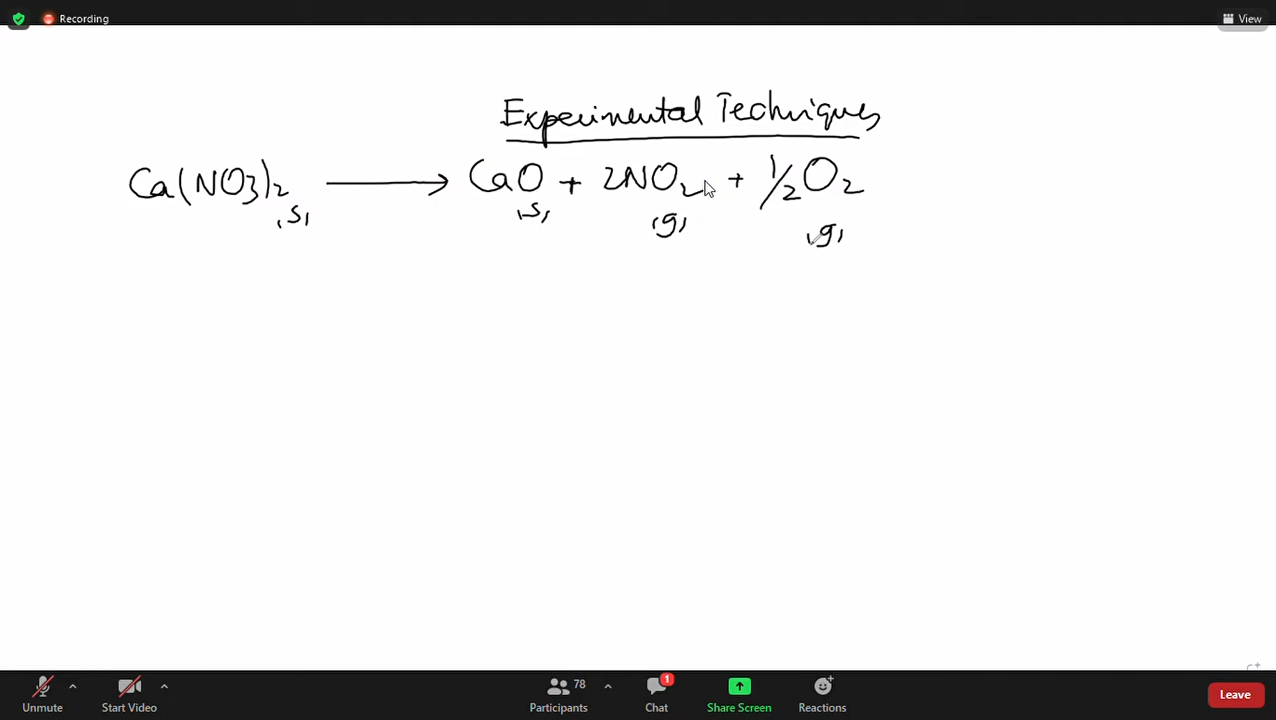 Recording
View
Experimental Techniques
Ca(NO3)2 (s) ⟶ CaO (s) + 2NO2 (g) + 1/2O2 (g)
Unmute
Start Video
78
Participants
1
Chat
Share Screen
Reactions
Leave